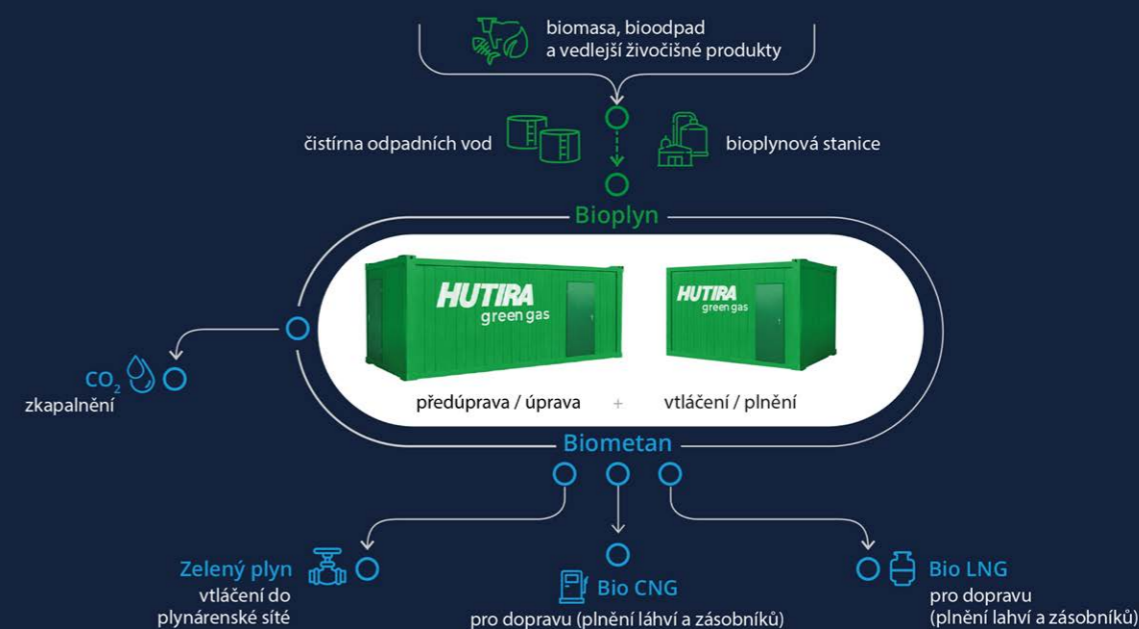 biomasa, bioodpad
a vedlejší živočišné produkty
čistírna odpadních vod
bioplynová stanice
Bioplyn
HUTIRA
green gas
HUTIRA
green gas
předúprava / úprava + vtláčení / plnění
CO₂
zkapalnění
Biometan
Zelený plyn
vtláčení do
plynárenské síté
Bio CNG
pro dopravu (plnění láhví a zásobníků)
Bio LNG
pro dopravu
(plnění lahví a zásobníků)